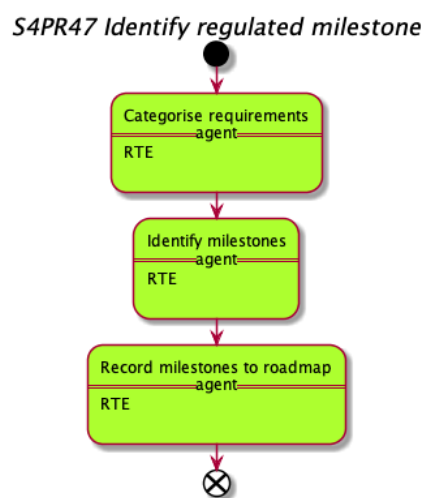 S4PR47 Identify regulated milestone
Categorise requirements
agent
RTE
Identify milestones
agent
RTE
Record milestones to roadmap
agent
RTE